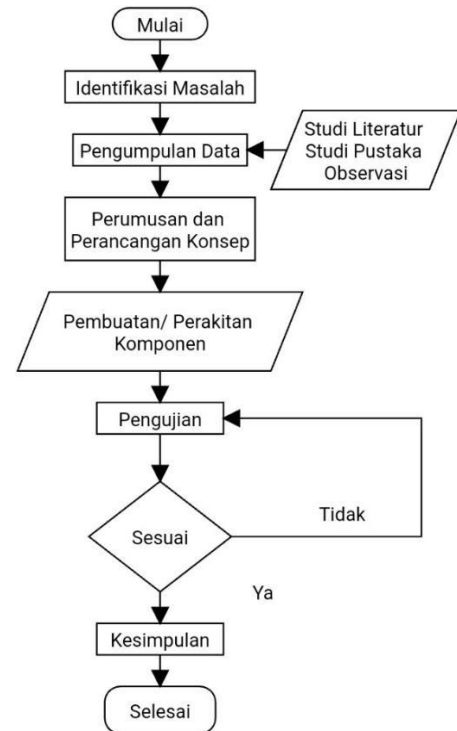 Mulai
Identifikasi Masalah
Pengumpulan Data
Studi Literatur
Studi Pustaka
Observasi
Perumusan dan
Perancangan Konsep
Pembuatan/ Perakitan
Komponen
Pengujian
Sesuai
Tidak
Ya
Kesimpulan
Selesai